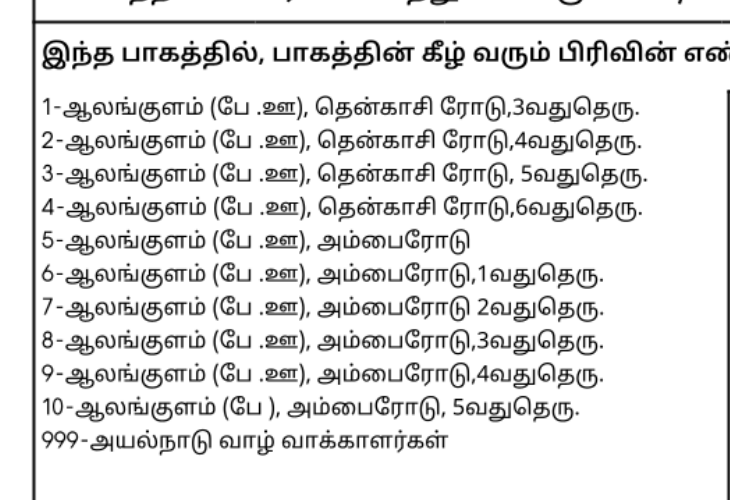 இந்த பாகத்தில், பாகத்தின் கீழ் வரும் பிரிவின் எண்
1-ஆலங்குளம் (பே .ஊ), தென்காசி ரோடு,3வதுதெரு.
2-ஆலங்குளம் (பே .ஊ), தென்காசி ரோடு,4வதுதெரு.
3-ஆலங்குளம் (பே .ஊ), தென்காசி ரோடு, 5வதுதெரு.
4-ஆலங்குளம் (பே .ஊ), தென்காசி ரோடு,6வதுதெரு.
5-ஆலங்குளம் (பே .ஊ), அம்பைரோடு
6-ஆலங்குளம் (பே .ஊ), அம்பைரோடு,1வதுதெரு.
7-ஆலங்குளம் (பே .ஊ), அம்பைரோடு 2வதுதெரு.
8-ஆலங்குளம் (பே .ஊ), அம்பைரோடு,3வதுதெரு.
9-ஆலங்குளம் (பே .ஊ), அம்பைரோடு,4வதுதெரு.
10-ஆலங்குளம் (பே ), அம்பைரோடு, 5வதுதெரு.
999-அயல்நாடு வாழ் வாக்காளர்கள்